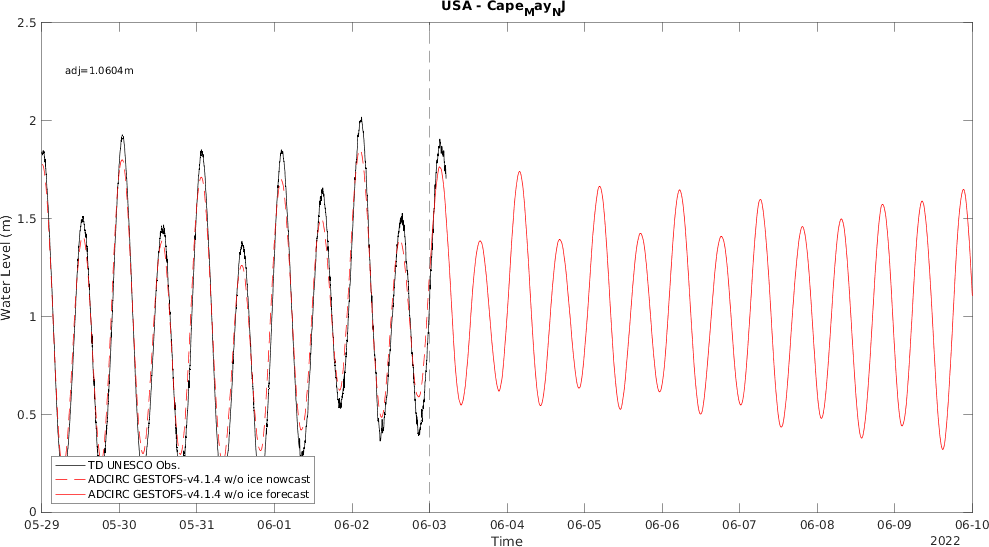 USA - CapeMayNJ
2.5
adj=1.0604m
2
1.5
Water Level (m)
1
0.5
TD UNESCO Obs.
ADCIRC GESTOFS-v4.1.4 w/o ice nowcast
ADCIRC GESTOFS-v4.1.4 w/o ice forecast
0
05-29 05-30 05-31 06-01 06-02 06-03 06-04 06-05 06-06 06-07 06-08 06-09 06-10
Time
2022